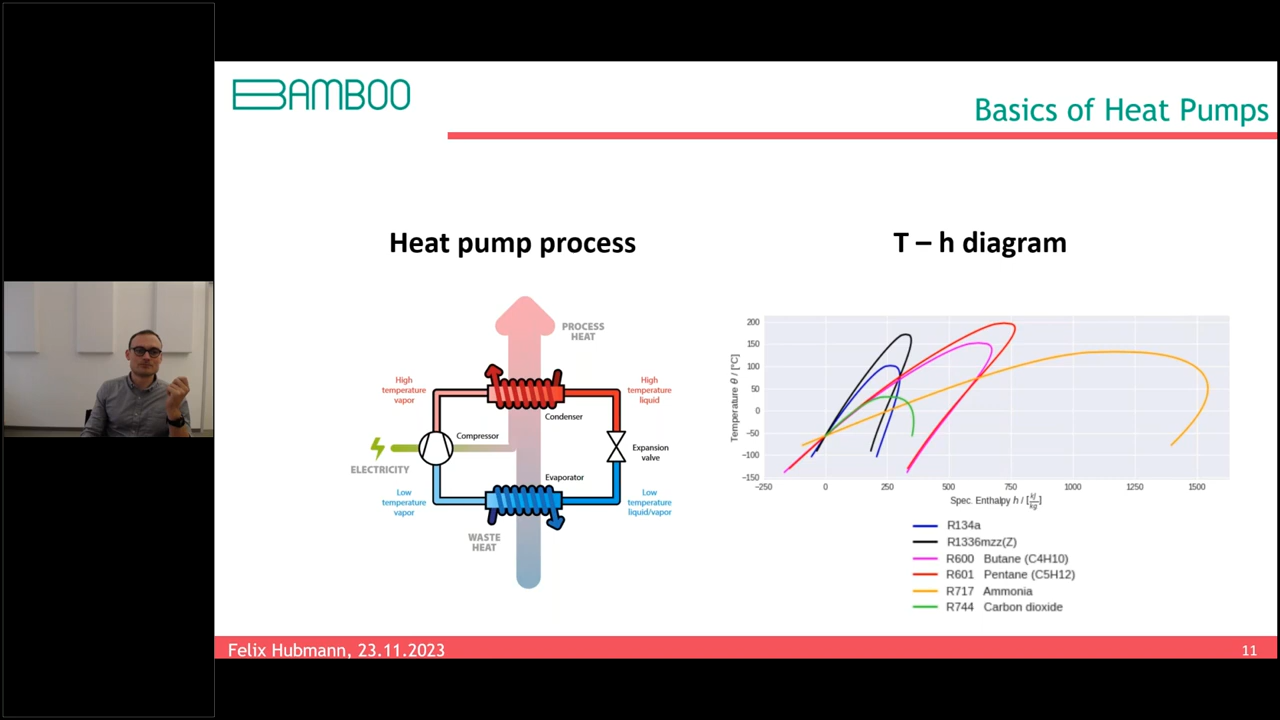 BAMBOO
Basics of Heat Pumps
Heat pump process
PROCESS
HEAT
High
temperature
vapor
High
temperature
liquid
Condenser
Compressor
Expansion
valve
ELECTRICITY
Evaporator
Low
temperature
vapor
Low
temperature
liquid/vapor
WASTE
HEAT
T – h diagram
200
150
100
50
0
−50
−100
−150
Temperature θ / [°C]
−250
0
250
500
750
1000
1250
1500
Spec. Enthalpy h / [kJ/kg]
R134a
R1336mzz(Z)
R600 Butane (C4H10)
R601 Pentane (C5H12)
R717 Ammonia
R744 Carbon dioxide
Felix Hubmann, 23.11.2023
11